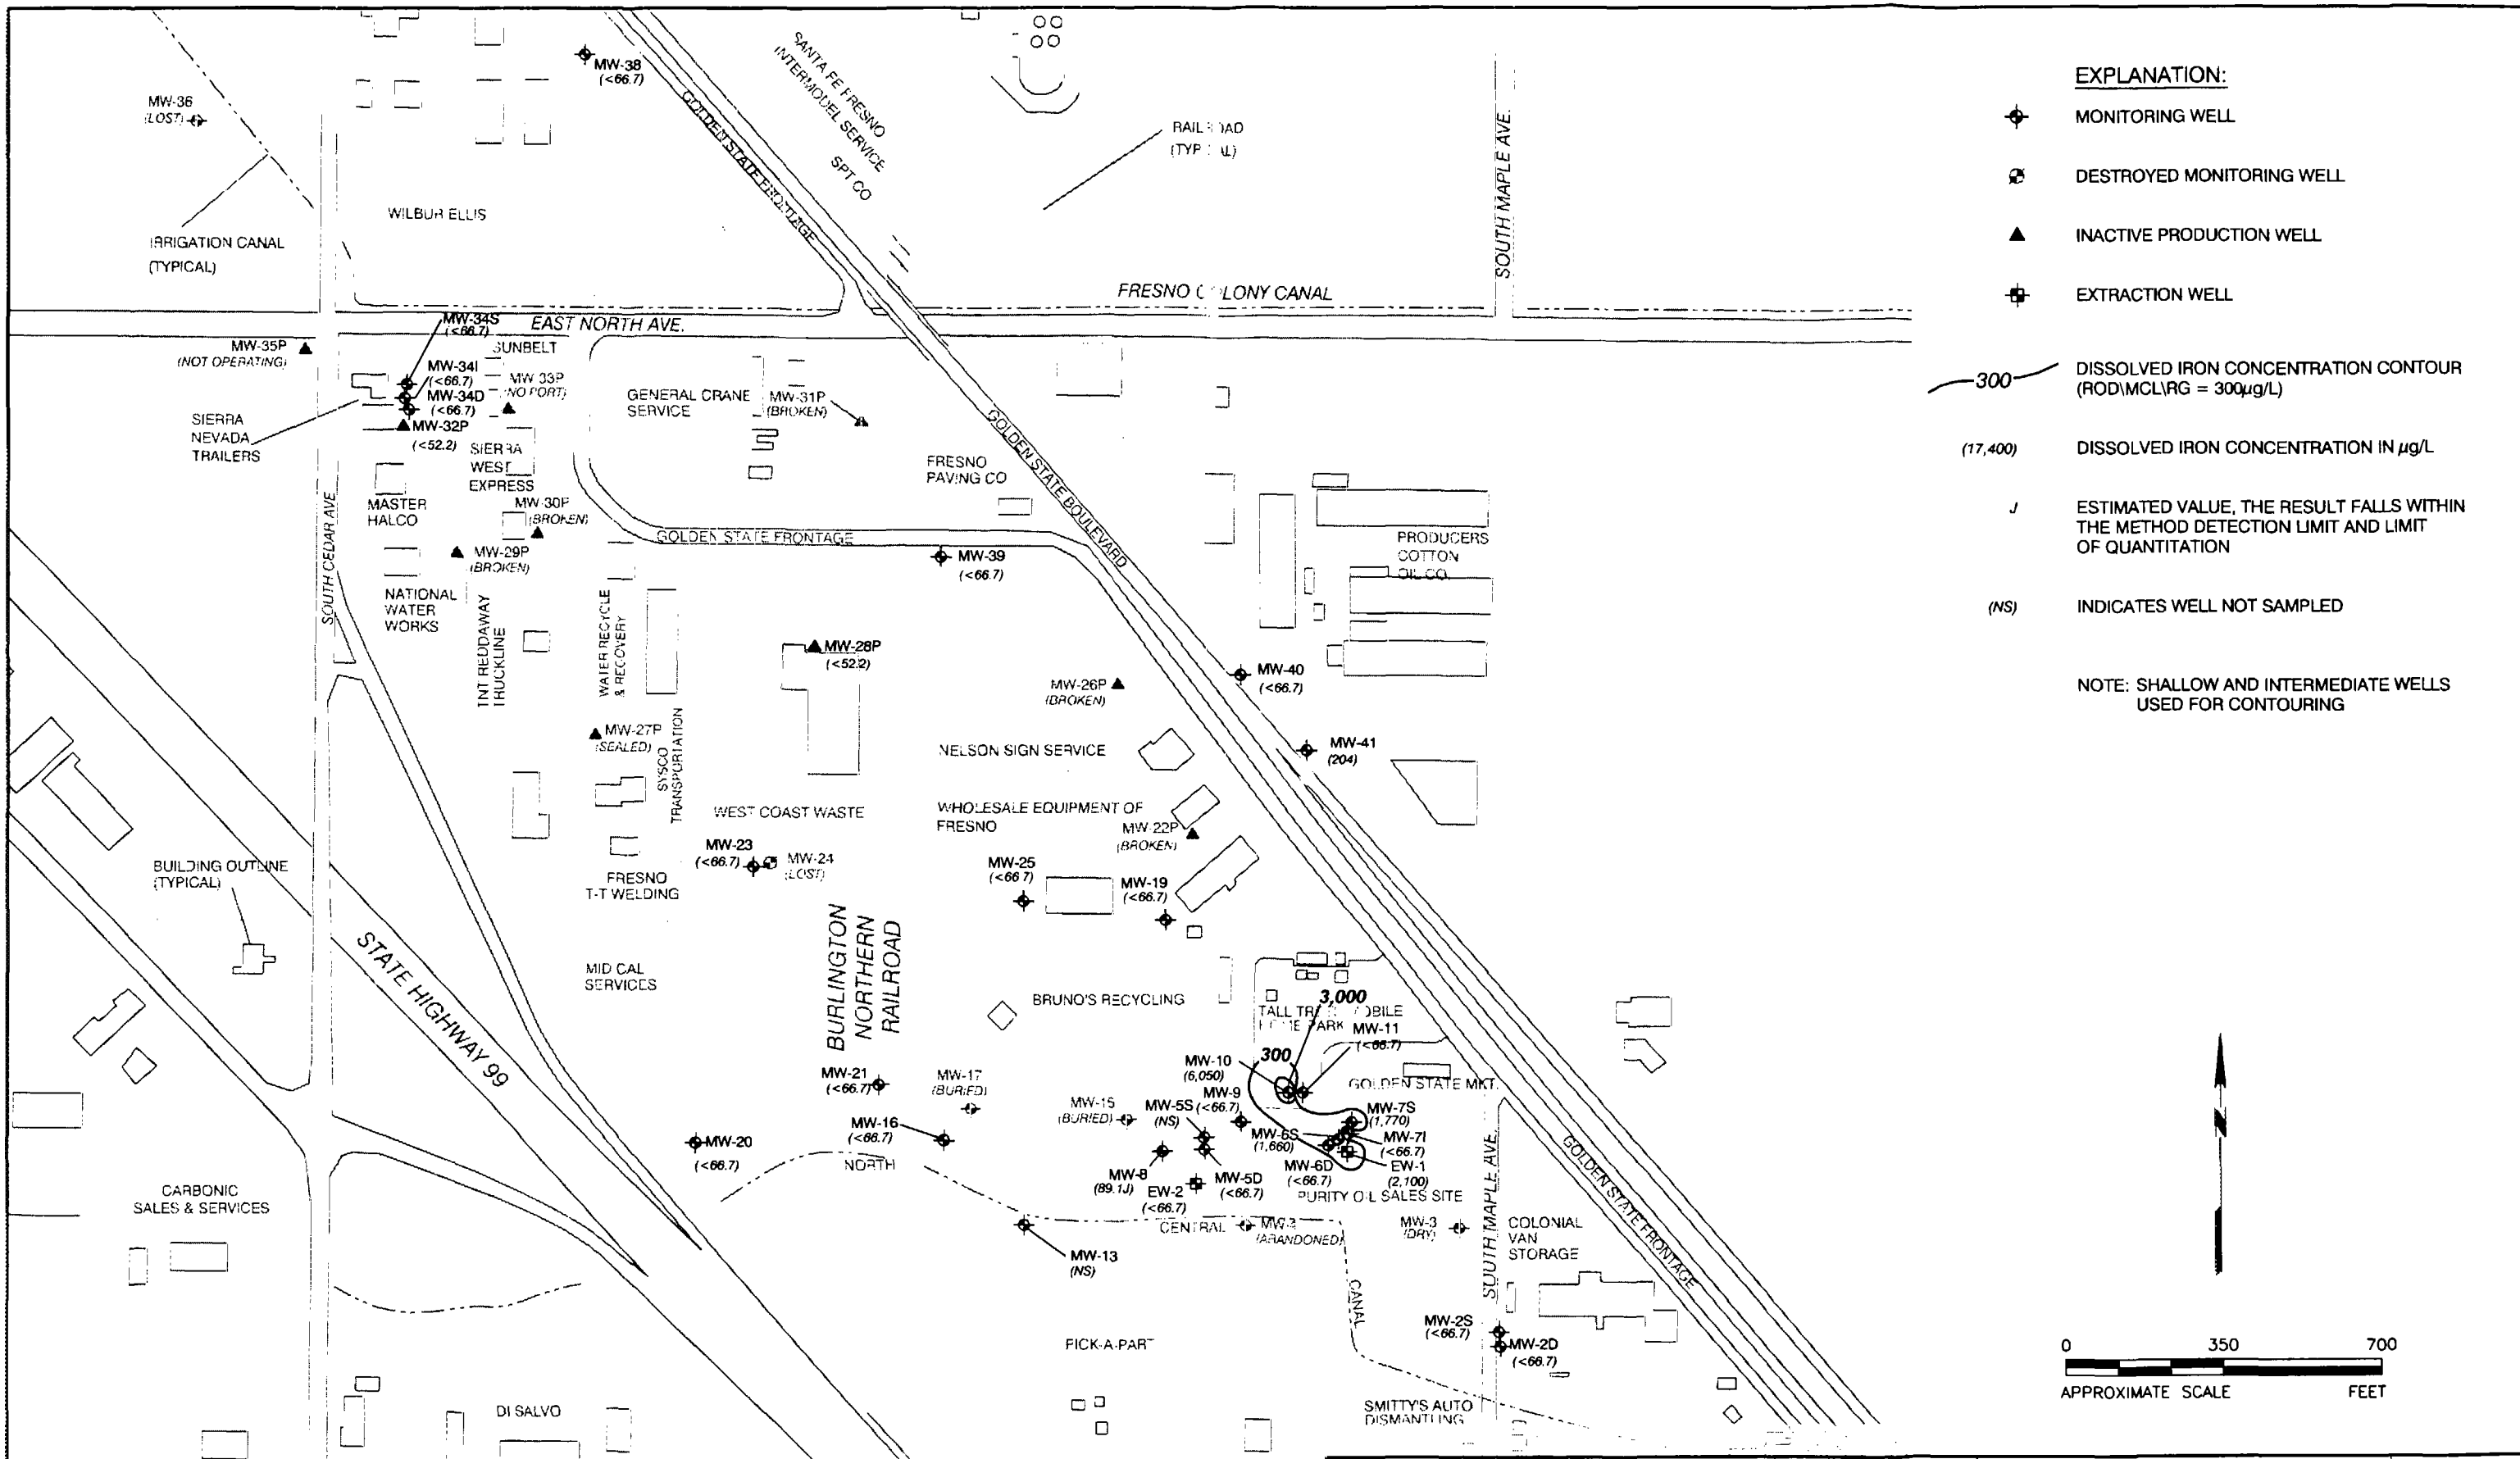 MW-38
(<66.7)
MW-36
(LOST)
SANTA FE FRESNO
INTERMODEL SERVICE
SPT CO
GOLDEN STATE FRONTAGE
WILBUR ELLIS
IRRIGATION CANAL
(TYPICAL)
(TYP
SOUTH MAPLE AVE.
FRESNO
CANAL
EAST NORTH AVE.
MW-34S
(<66.7)
SUNBELT
MW-35P
(NOT OPERATING)
MW-34I
(<66.7)
MW-34D
(<66.7)
MW-33P
(NO PORT)
MW-32P
(<52.2)
SIERRA
NEVADA
TRAILERS
SIERRA
WEST
EXPRESS
GENERAL CRANE
SERVICE
MW-31P
(BROKEN)
FRESNO
PAVING CO
GOLDEN STATE BOULEVARD
MASTER
HALCO
MW-30P
(BROKEN)
SOUTH CEDAR AVE
MW-29P
(BROKEN)
GOLDEN STATE FRONTAGE
MW-39
(<66.7)
PRODUCERS
COTTON
OIL CO.
NATIONAL
WATER
WORKS
TNT REDDAWAY
TRUCKLINE
WATER RECYCLE
& RECOVERY
MW-28P
(<52.2)
MW-26P
(BROKEN)
MW-40
(<66.7)
MW-27P
(SEALED)
SYSCO
TRANSPORTATION
NELSON SIGN SERVICE
MW-41
(204)
WEST COAST WASTE
WHOLESALE EQUIPMENT OF
FRESNO
MW-22P
(BROKEN)
MW-23
(<66.7)
MW-24
(LOST)
MW-25
(<66.7)
MW-19
(<66.7)
BUILDING OUTLINE
(TYPICAL)
FRESNO
T-T WELDING
BURLINGTON
NORTHERN
RAILROAD
STATE HIGHWAY 99
MID CAL
SERVICES
BRUNO'S RECYCLING
3,000
TALL
PARK
MW-11
(<66.7)
300
MW-10
(6,050)
GOLDEN STATE MKT.
MW-21
(<66.7)
MW-17
(BURIED)
MW-15
(BURIED)
MW-9
(<66.7)
MW-5S
(NS)
MW-7S
(1,770)
MW-20
(<66.7)
MW-16
(<66.7)
MW-6S
(1,660)
MW-7I
(<66.7)
NORTH
MW-8
(89.1J)
MW-5D
(<66.7)
MW-6D
(<66.7)
EW-1
(2,100)
EW-2
(<66.7)
PURITY OIL SALES SITE
CARBONIC
SALES & SERVICES
MW-13
(NS)
CENTRAL
(ABANDONED)
MW-3
(DRY)
COLONIAL
VAN
STORAGE
SOUTH MAPLE AVE.
GOLDEN STATE FRONTAGE
CANAL
MW-2S
(<66.7)
MW-2D
(<66.7)
PICK-A-PART
DI SALVO
SMITTY'S AUTO
DISMANTLING
EXPLANATION:
MONITORING WELL
DESTROYED MONITORING WELL
INACTIVE PRODUCTION WELL
EXTRACTION WELL
300
DISSOLVED IRON CONCENTRATION CONTOUR
(ROD\MCL\RG = 300µg/L)
(17,400) DISSOLVED IRON CONCENTRATION IN µg/L
J ESTIMATED VALUE, THE RESULT FALLS WITHIN
THE METHOD DETECTION LIMIT AND LIMIT
OF QUANTITATION
(NS) INDICATES WELL NOT SAMPLED
NOTE: SHALLOW AND INTERMEDIATE WELLS
USED FOR CONTOURING
N
0 350 700
APPROXIMATE SCALE FEET